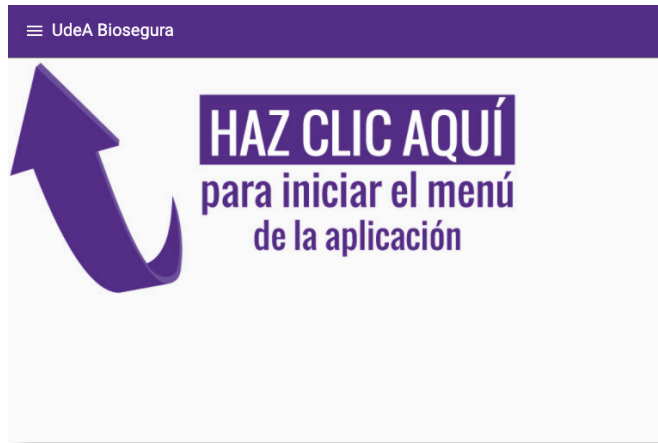 UdeA Biosegura
HAZ CLIC AQUÍ
para iniciar el menú
de la aplicación